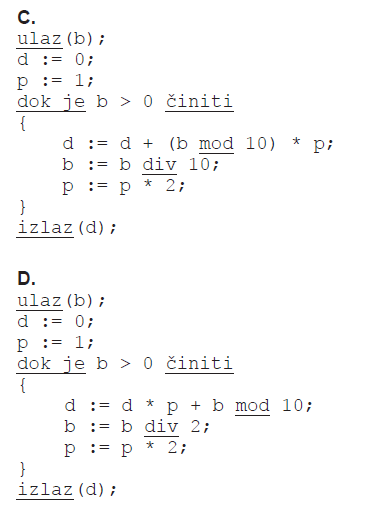 C.
ulaz(b);
d := 0;
p := 1;
dok je b > 0 činiti
{
d := d + (b mod 10) * p;
b := b div 10;
p := p * 2;
}
izlaz(d);
D.
ulaz(b);
d := 0;
p := 1;
dok je b > 0 činiti
{
d := d * p + b mod 10;
b := b div 2;
p := p * 2;
}
izlaz(d);